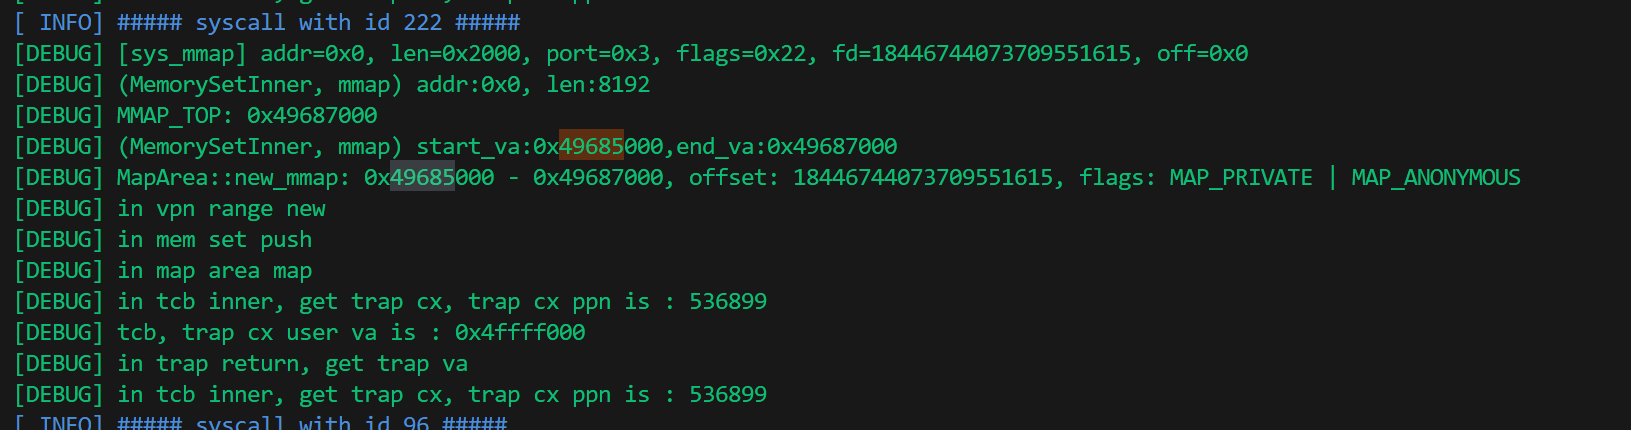 [ INFO] ##### syscall with id 222 #####
[DEBUG] [sys_mmap] addr=0x0, len=0x2000, port=0x3, flags=0x22, fd=18446744073709551615, off=0x0
[DEBUG] (MemorySetInner, mmap) addr:0x0, len:8192
[DEBUG] MMAP_TOP: 0x49687000
[DEBUG] (MemorySetInner, mmap) start_va:0x49685000,end_va:0x49687000
[DEBUG] MapArea::new_mmap: 0x49685000 - 0x49687000, offset: 18446744073709551615, flags: MAP_PRIVATE | MAP_ANONYMOUS
[DEBUG] in vpn range new
[DEBUG] in mem set push
[DEBUG] in map area map
[DEBUG] in tcb inner, get trap cx, trap cx ppn is : 536899
[DEBUG] tcb, trap cx user va is : 0x4ffff000
[DEBUG] in trap return, get trap va
[DEBUG] in tcb inner, get trap cx, trap cx ppn is : 536899
[ INFO] ##### syscall with id 96 #####